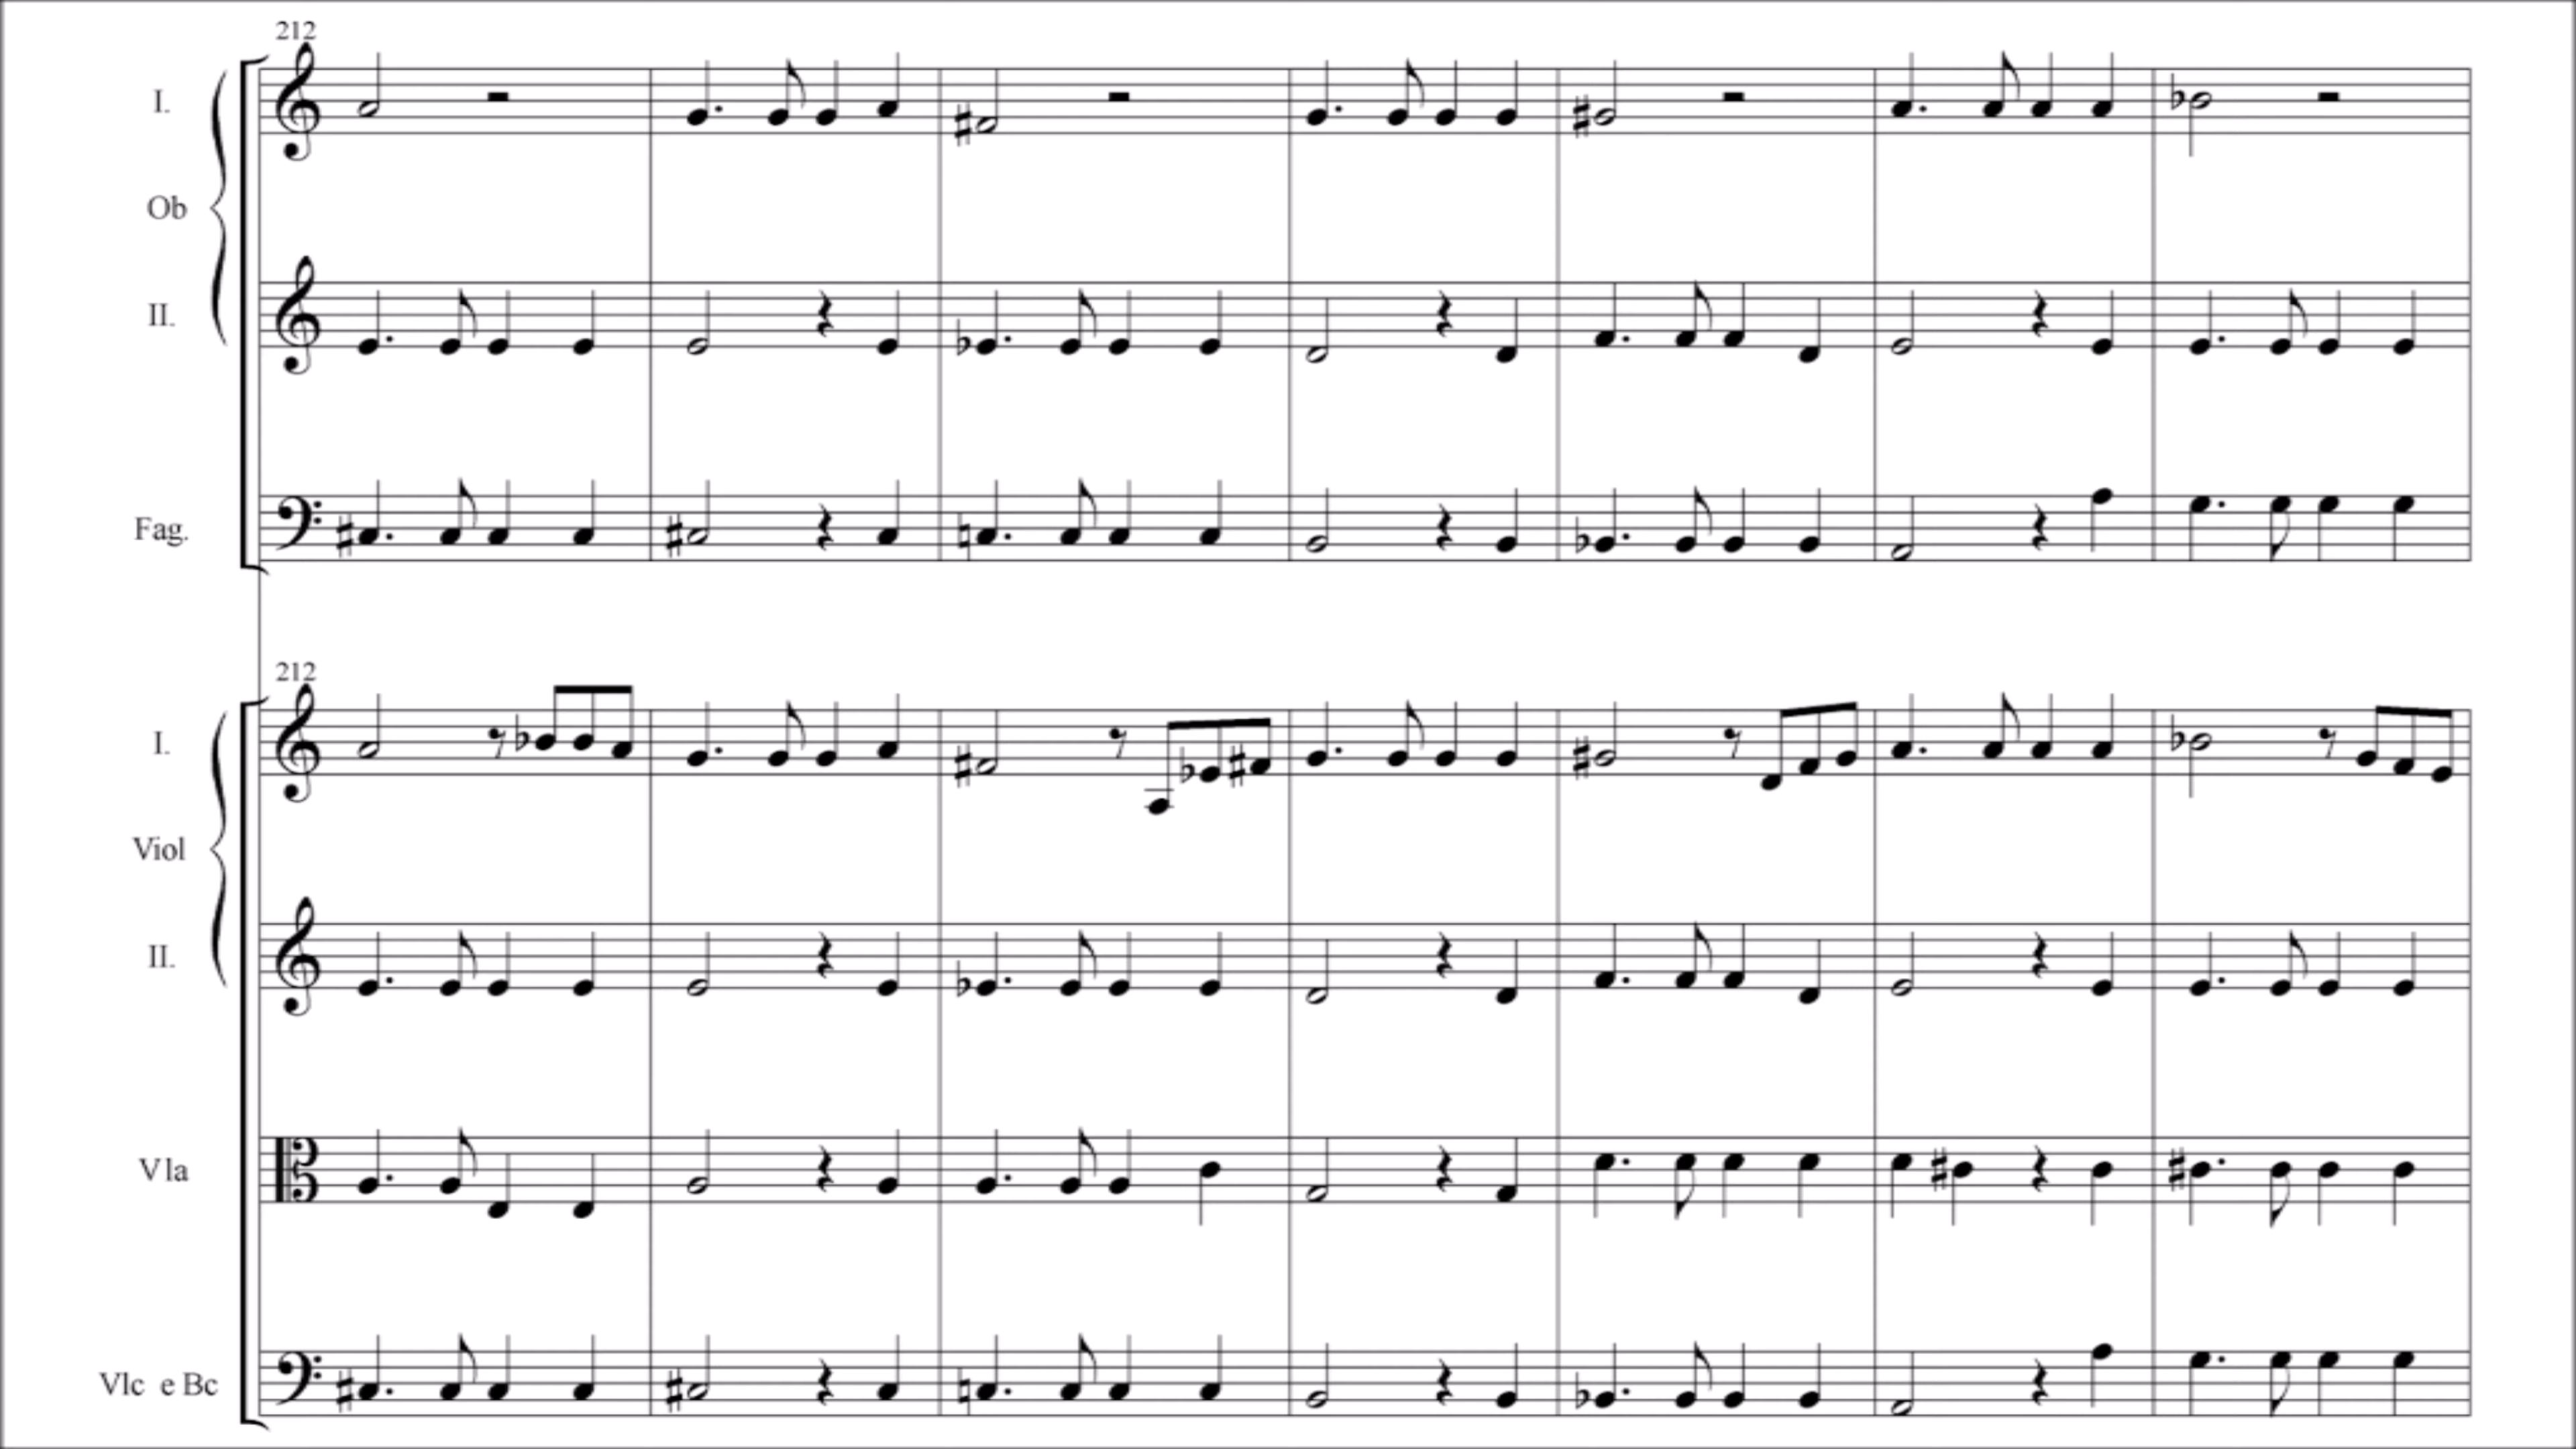 212
I.
Ob
II.
Fag.
212
I.
Viol
II.
Vla
Vlc e Bc